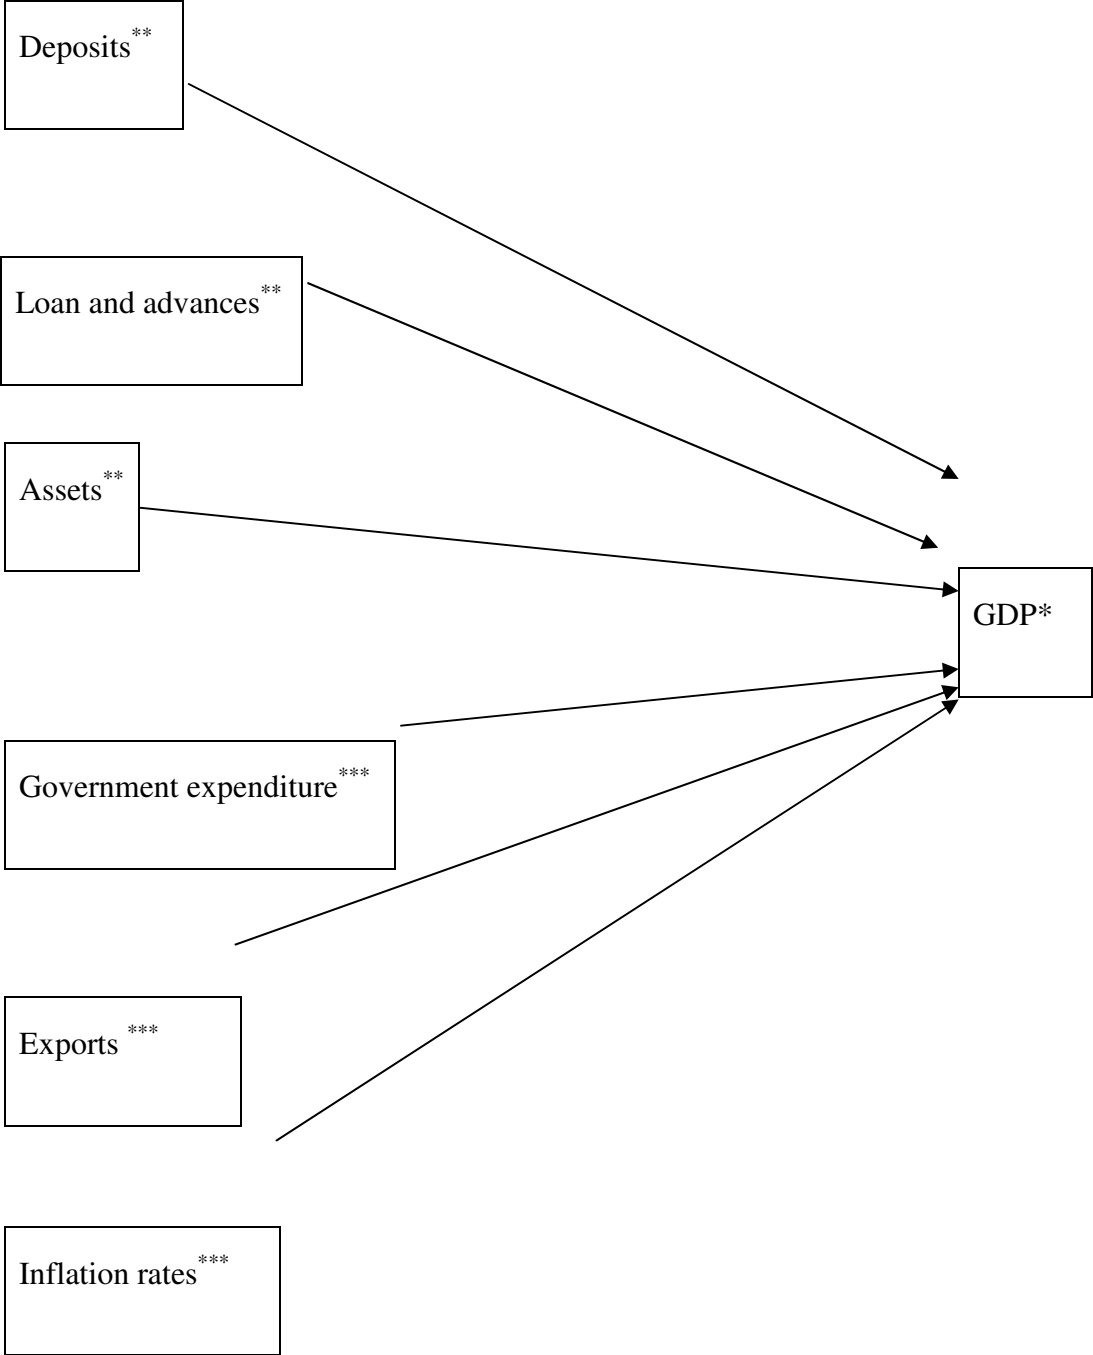 Deposits**
Loan and advances**
Assets**
GDP*
Government expenditure***
Exports ***
Inflation rates***